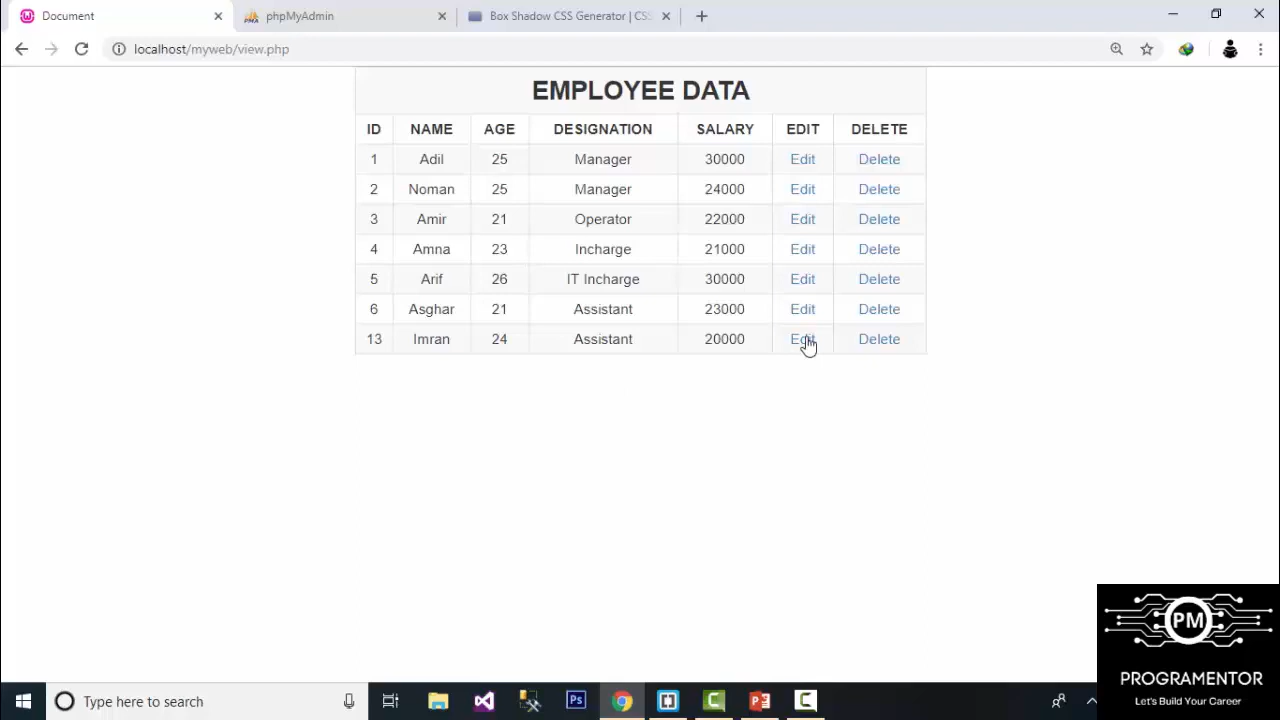 Document
phpMyAdmin
Box Shadow CSS Generator | CSS
localhost/myweb/view.php
EMPLOYEE DATA
ID NAME AGE DESIGNATION SALARY EDIT DELETE
1 Adil 25 Manager 30000 Edit Delete
2 Noman 25 Manager 24000 Edit Delete
3 Amir 21 Operator 22000 Edit Delete
4 Amna 23 Incharge 21000 Edit Delete
5 Arif 26 IT Incharge 30000 Edit Delete
6 Asghar 21 Assistant 23000 Edit Delete
13 Imran 24 Assistant 20000 Edit Delete
PM
PROGRAMENTOR
Let's Build Your Career
Type here to search
Ps